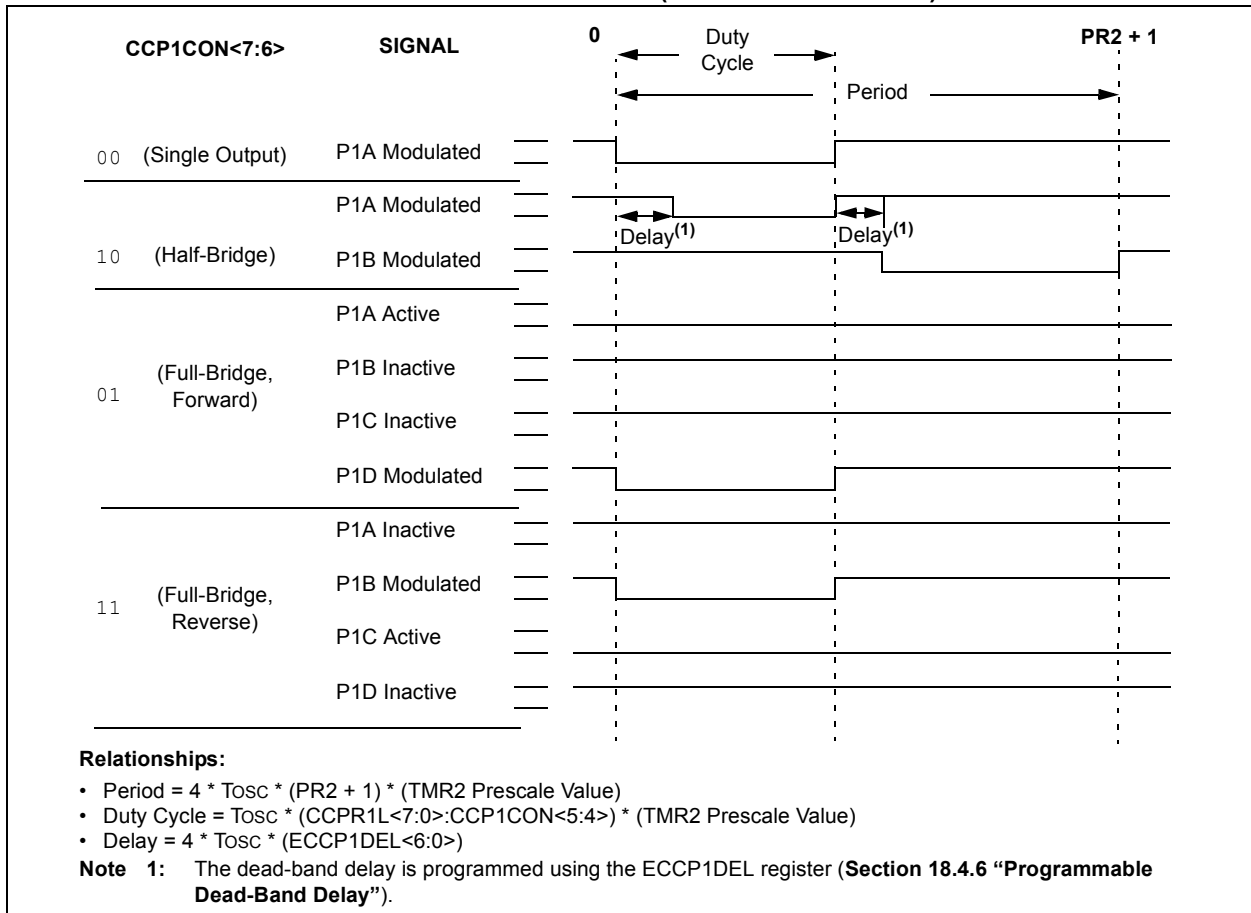 CCP1CON<7:6> SIGNAL 0 Duty Cycle PR2 + 1
Period
00 (Single Output) P1A Modulated
P1A Modulated
Delay(1) Delay(1)
10 (Half-Bridge) P1B Modulated
P1A Active
P1B Inactive
01 (Full-Bridge, Forward)
P1C Inactive
P1D Modulated
P1A Inactive
P1B Modulated
11 (Full-Bridge, Reverse)
P1C Active
P1D Inactive
Relationships:
• Period = 4 * TOSC * (PR2 + 1) * (TMR2 Prescale Value)
• Duty Cycle = TOSC * (CCPR1L<7:0>:CCP1CON<5:4>) * (TMR2 Prescale Value)
• Delay = 4 * TOSC * (ECCP1DEL<6:0>)
Note 1: The dead-band delay is programmed using the ECCP1DEL register (Section 18.4.6 “Programmable
Dead-Band Delay”).